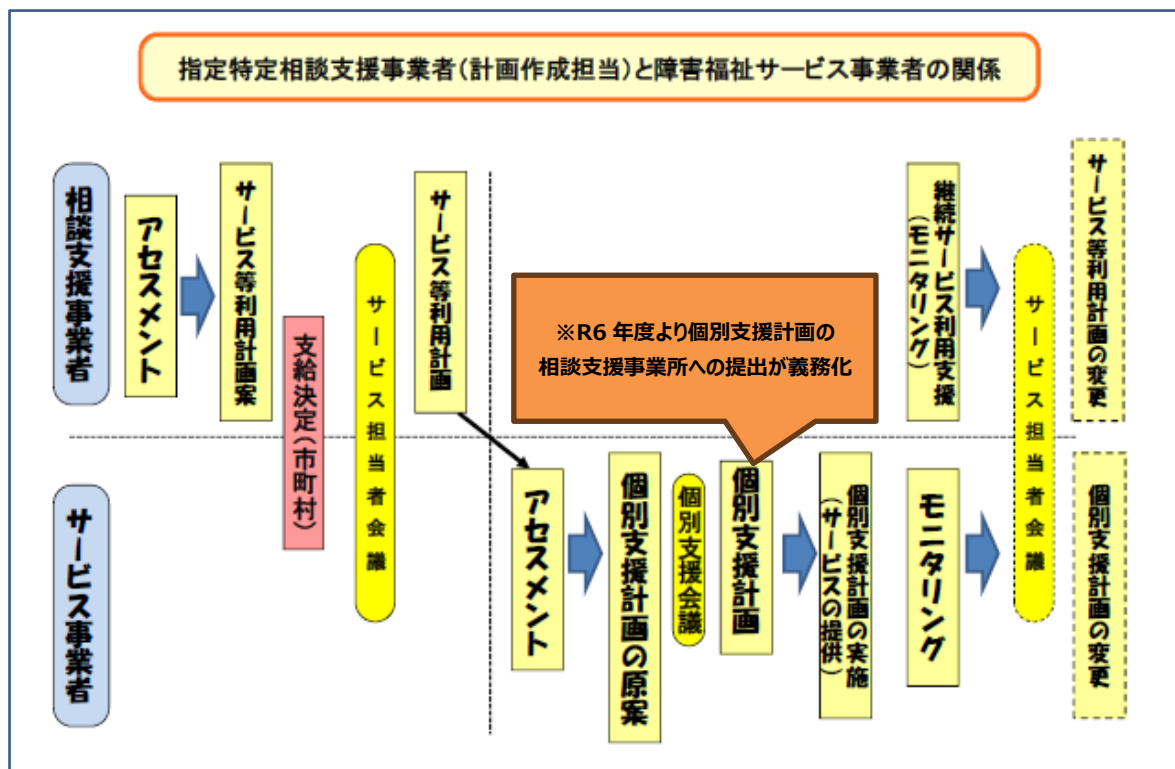 指定特定相談支援事業者(計画作成担当)と障害福祉サービス事業者の関係
相談支援事業者
アセスメント
サービス等利用計画案
支給決定(市町村)
サービス担当者会議
サービス等利用計画
※R6 年度より個別支援計画の
相談支援事業所への提出が義務化
継続サービス利用支援
(モニタリング)
サービス担当者会議
サービス等利用計画の変更
サービス事業者
アセスメント
個別支援計画の原案
個別支援会議
個別支援計画
個別支援計画の実施
(サービスの提供)
モニタリング
個別支援計画の変更